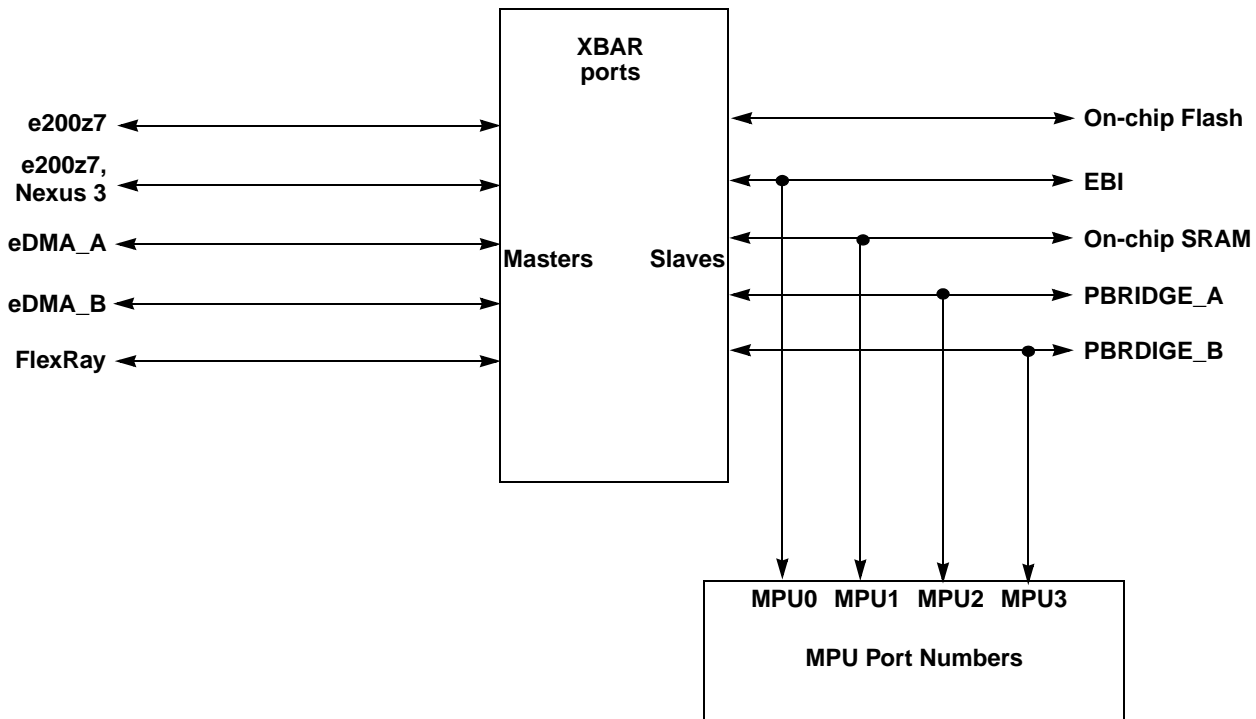 XBAR
ports
e200z7
e200z7,
Nexus 3
eDMA_A
eDMA_B
FlexRay
Masters
Slaves
On-chip Flash
EBI
On-chip SRAM
PBRIDGE_A
PBRDIGE_B
MPU0 MPU1 MPU2 MPU3
MPU Port Numbers